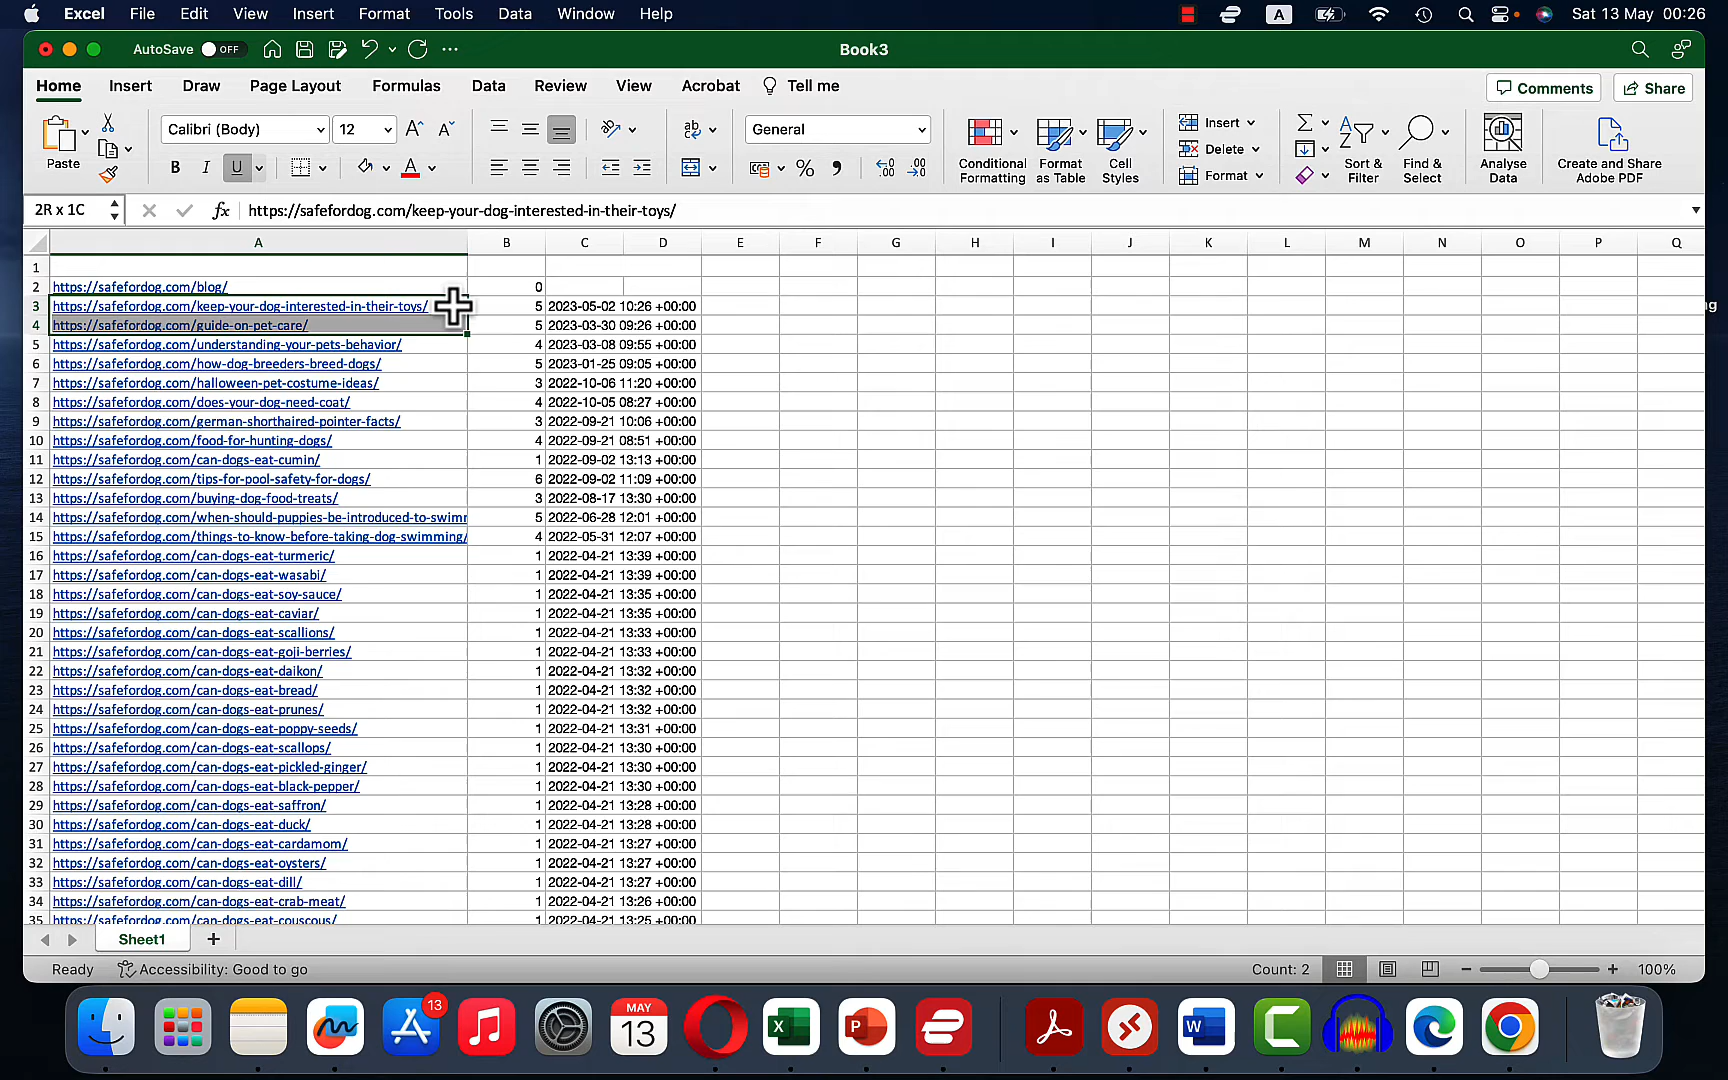 Excel File Edit View Insert Format Tools Data Window Help A Sat 13 May 00:26
AutoSave OFF Book3
Home Insert Draw Page Layout Formulas Data Review View Acrobat Tell me Comments Share
Calibri (Body) 12 General Insert
Paste B I U Conditional Formatting Format as Table Cell Styles Delete Format Sort & Filter Find & Select Analyse Data Create and Share Adobe PDF
2R x 1C fx https://safefordog.com/keep-your-dog-interested-in-their-toys/
A B C D E F G H I J K L M N O P Q
1
2 https://safefordog.com/blog/ 0
3 https://safefordog.com/keep-your-dog-interested-in-their-toys/ 5 2023-05-02 10:26 +00:00
4 https://safefordog.com/guide-on-pet-care/ 5 2023-03-30 09:26 +00:00
5 https://safefordog.com/understanding-your-pets-behavior/ 4 2023-03-08 09:55 +00:00
6 https://safefordog.com/how-dog-breeders-breed-dogs/ 5 2023-01-25 09:05 +00:00
7 https://safefordog.com/halloween-pet-costume-ideas/ 3 2022-10-06 11:20 +00:00
8 https://safefordog.com/does-your-dog-need-coat/ 4 2022-10-05 08:27 +00:00
9 https://safefordog.com/german-shorthaired-pointer-facts/ 3 2022-09-21 10:06 +00:00
10 https://safefordog.com/food-for-hunting-dogs/ 4 2022-09-21 08:51 +00:00
11 https://safefordog.com/can-dogs-eat-cumin/ 1 2022-09-02 13:13 +00:00
12 https://safefordog.com/tips-for-pool-safety-for-dogs/ 6 2022-09-02 11:09 +00:00
13 https://safefordog.com/buying-dog-food-treats/ 3 2022-08-17 13:30 +00:00
14 https://safefordog.com/when-should-puppies-be-introduced-to-swimm 5 2022-06-28 12:01 +00:00
15 https://safefordog.com/things-to-know-before-taking-dog-swimming/ 4 2022-05-31 12:07 +00:00
16 https://safefordog.com/can-dogs-eat-turmeric/ 1 2022-04-21 13:39 +00:00
17 https://safefordog.com/can-dogs-eat-wasabi/ 1 2022-04-21 13:39 +00:00
18 https://safefordog.com/can-dogs-eat-soy-sauce/ 1 2022-04-21 13:35 +00:00
19 https://safefordog.com/can-dogs-eat-caviar/ 1 2022-04-21 13:35 +00:00
20 https://safefordog.com/can-dogs-eat-scallions/ 1 2022-04-21 13:33 +00:00
21 https://safefordog.com/can-dogs-eat-goji-berries/ 1 2022-04-21 13:33 +00:00
22 https://safefordog.com/can-dogs-eat-daikon/ 1 2022-04-21 13:32 +00:00
23 https://safefordog.com/can-dogs-eat-bread/ 1 2022-04-21 13:32 +00:00
24 https://safefordog.com/can-dogs-eat-prunes/ 1 2022-04-21 13:32 +00:00
25 https://safefordog.com/can-dogs-eat-poppy-seeds/ 1 2022-04-21 13:31 +00:00
26 https://safefordog.com/can-dogs-eat-scallops/ 1 2022-04-21 13:30 +00:00
27 https://safefordog.com/can-dogs-eat-pickled-ginger/ 1 2022-04-21 13:30 +00:00
28 https://safefordog.com/can-dogs-eat-black-pepper/ 1 2022-04-21 13:30 +00:00
29 https://safefordog.com/can-dogs-eat-saffron/ 1 2022-04-21 13:28 +00:00
30 https://safefordog.com/can-dogs-eat-duck/ 1 2022-04-21 13:28 +00:00
31 https://safefordog.com/can-dogs-eat-cardamom/ 1 2022-04-21 13:27 +00:00
32 https://safefordog.com/can-dogs-eat-oysters/ 1 2022-04-21 13:27 +00:00
33 https://safefordog.com/can-dogs-eat-dill/ 1 2022-04-21 13:27 +00:00
34 https://safefordog.com/can-dogs-eat-crab-meat/ 1 2022-04-21 13:26 +00:00
35 https://safefordog.com/can-dogs-eat-couscous/ 1 2022-04-21 13:25 +00:00
Sheet1 +
Ready Accessibility: Good to go Count: 2 100%
13 MAY 13 X P W C